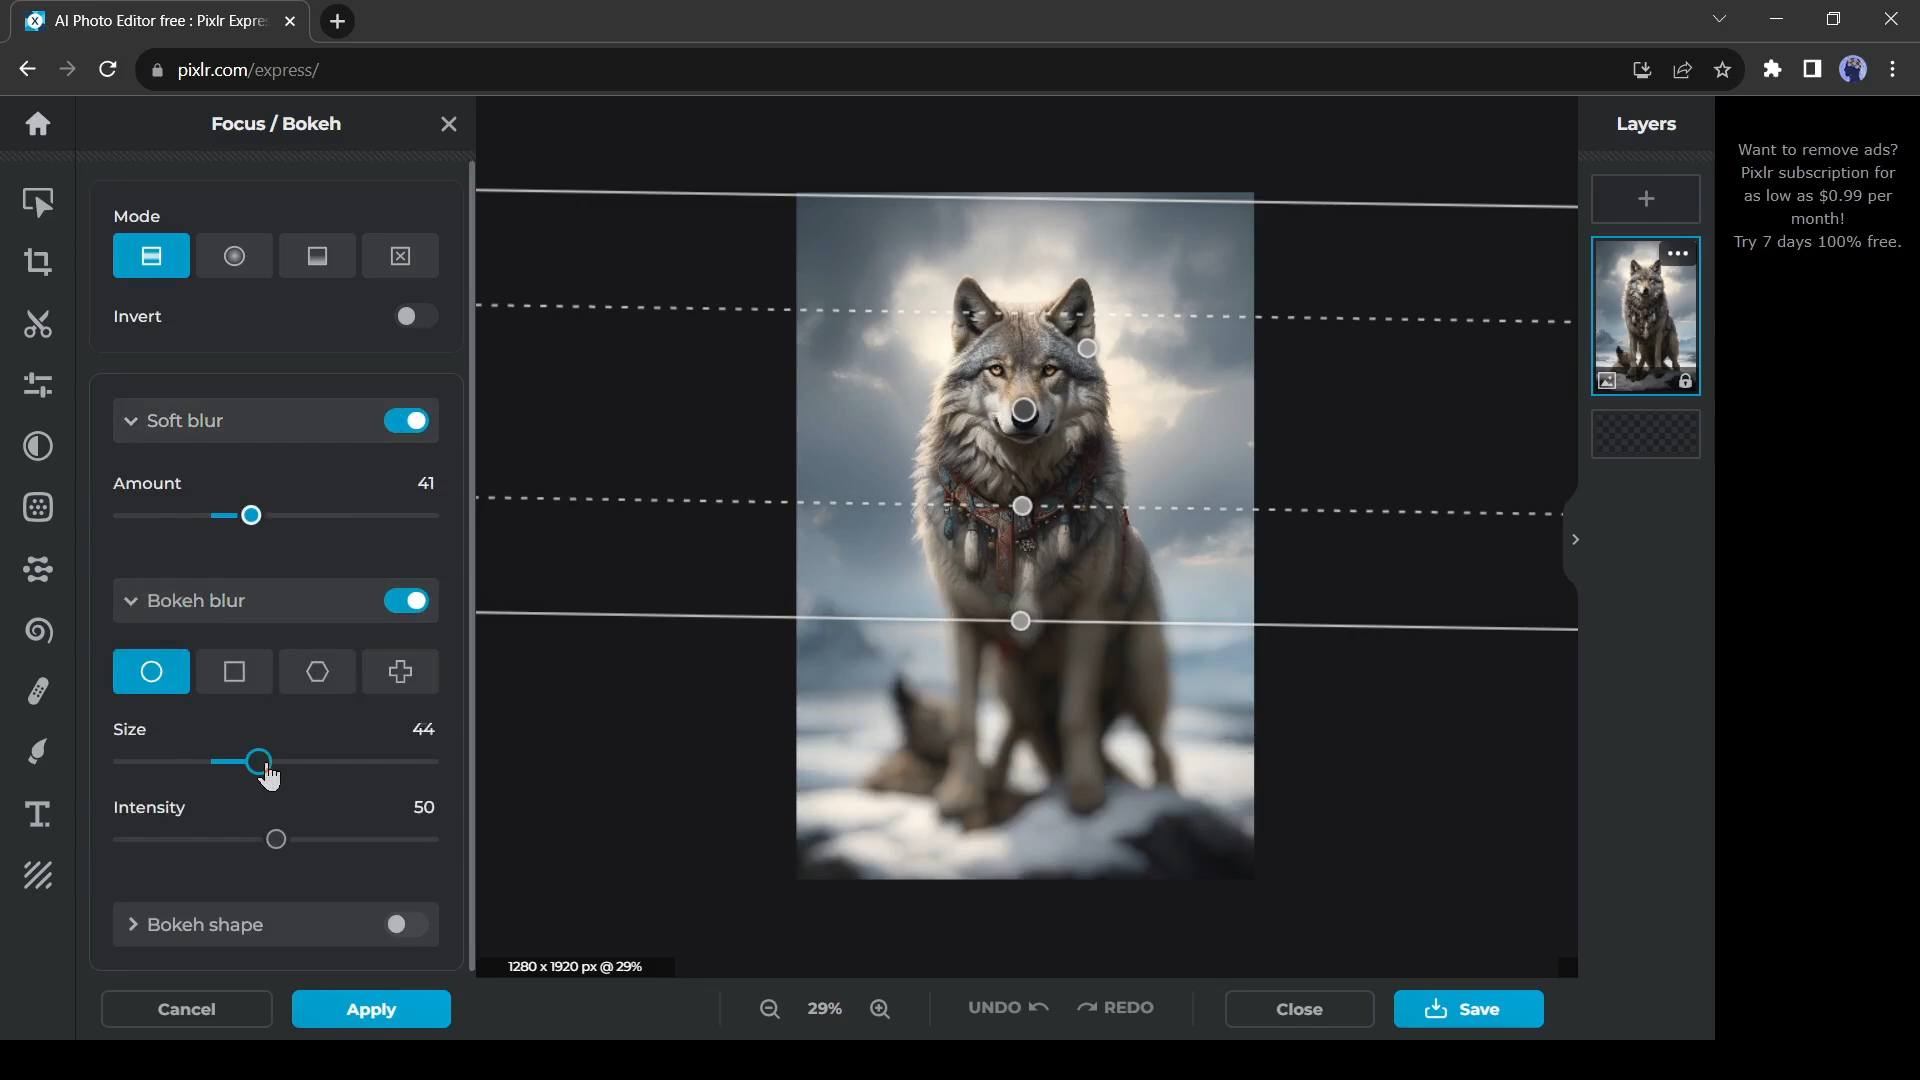 AI Photo Editor free : Pixlr Expre
pixlr.com/express/
Focus / Bokeh
Layers
Want to remove ads?
Pixlr subscription for
as low as $0.99 per
month!
Try 7 days 100% free.
Mode
Invert
Soft blur
Amount 41
Bokeh blur
Size 44
Intensity 50
Bokeh shape
1280 x 1920 px @ 29%
Cancel
Apply
29%
UNDO
REDO
Close
Save